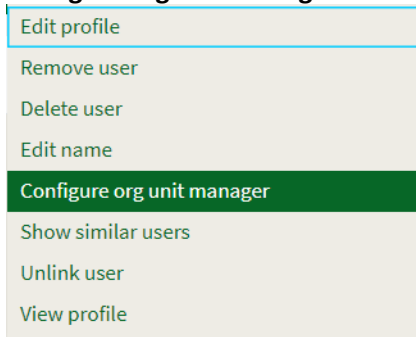 Edit profile
Remove user
Delete user
Edit name
Configure org unit manager
Show similar users
Unlink user
View profile